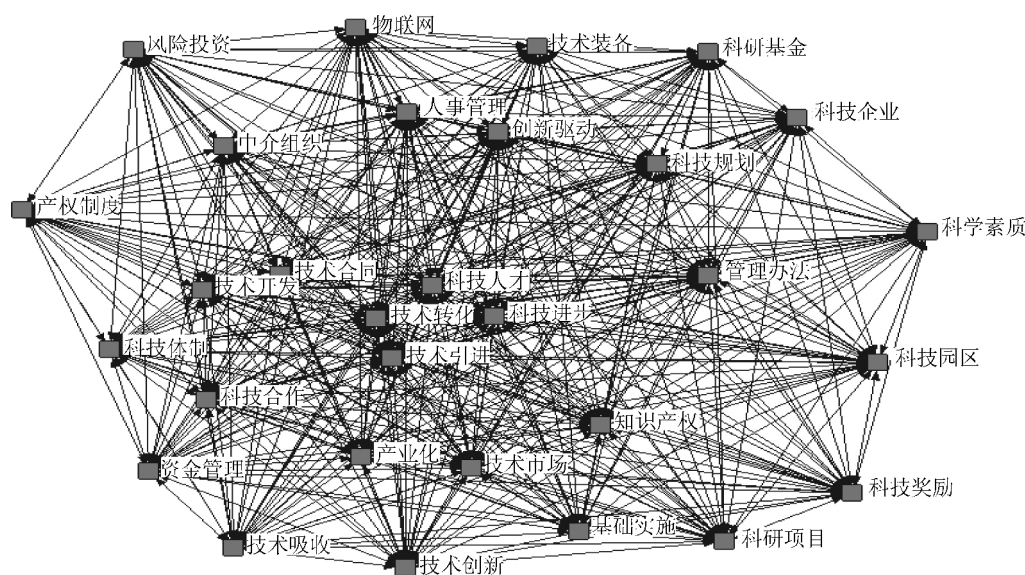 物联网
风险投资
技术装备
科研基金
人事管理
科技企业
创新驱动
中介组织
科技规划
产权制度
科学素质
技术合同
管理办法
科技人才
技术开发
技术转化
科技进步
科技体制
技术引进
科技园区
科技合作
知识产权
产业化
技术市场
资金管理
科技奖励
基础实施
科研项目
技术吸收
技术创新